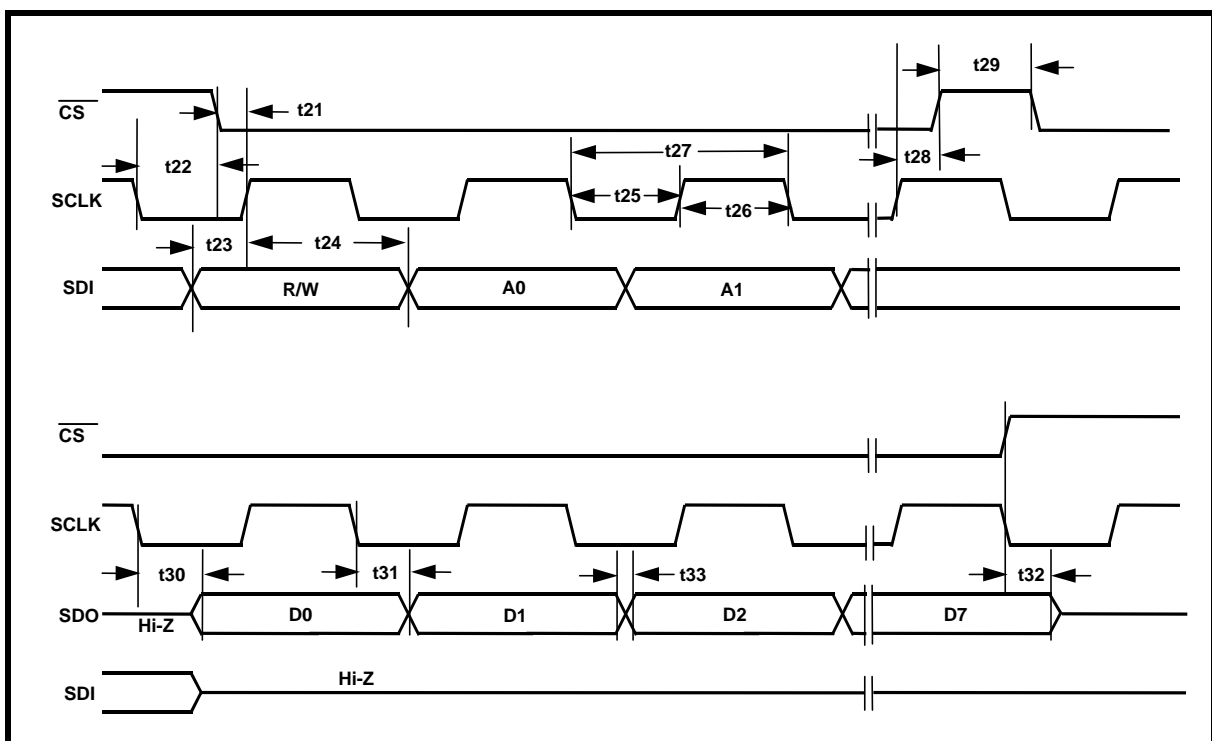 t29
CS
t21
t27
t22
t28
SCLK
t25
t26
t23
t24
SDI
R/W
A0
A1
CS
SCLK
t30
t31
t33
t32
SDO
Hi-Z
D0
D1
D2
D7
SDI
Hi-Z